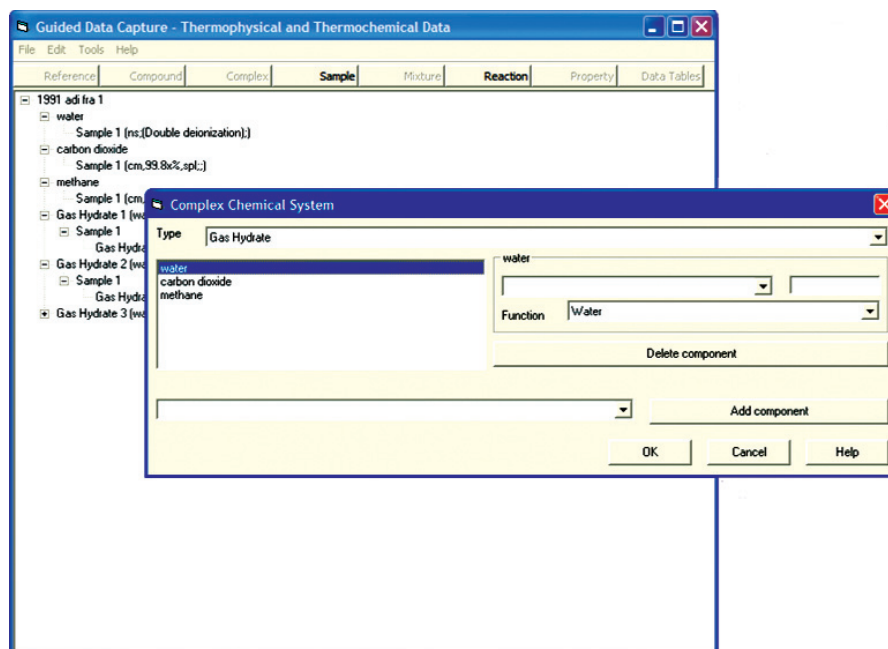 Guided Data Capture - Thermophysical and Thermochemical Data
File Edit Tools Help
Reference Compound Complex Sample Mixture Reaction Property Data Tables
1991 adi fra 1
water
Sample 1 (ns;(Double deionization);)
carbon dioxide
Sample 1 (cm,99.8x%,spl;;)
methane
Sample 1 (cm,
Gas Hydrate 1 (wa
Sample 1
Gas Hydra
Gas Hydrate 2 (wa
Sample 1
Gas Hydra
Gas Hydrate 3 (wa
Complex Chemical System
Type Gas Hydrate
water
carbon dioxide
methane
water
Function Water
Delete component
Add component
OK Cancel Help